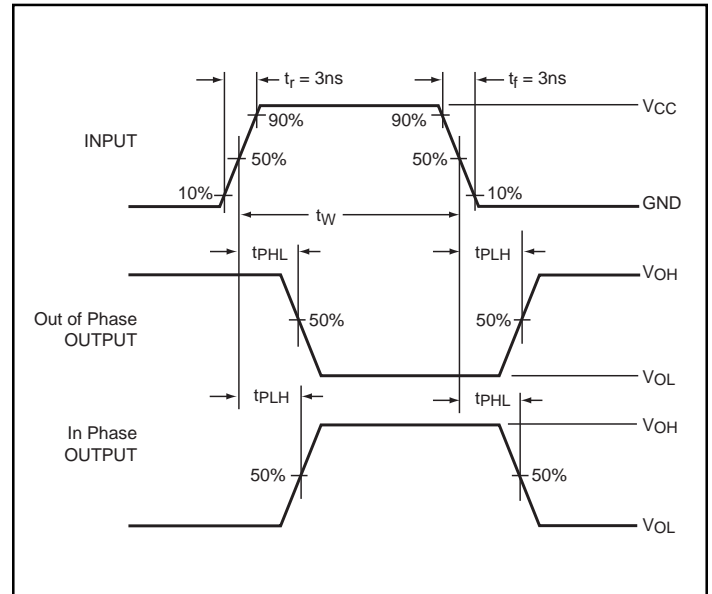 tr = 3ns
tf = 3ns
VCC
90%
90%
INPUT
50%
50%
10%
10%
GND
tW
tPHL
tPLH
VOH
Out of Phase
OUTPUT
50%
50%
VOL
tPLH
tPHL
VOH
In Phase
OUTPUT
50%
50%
VOL